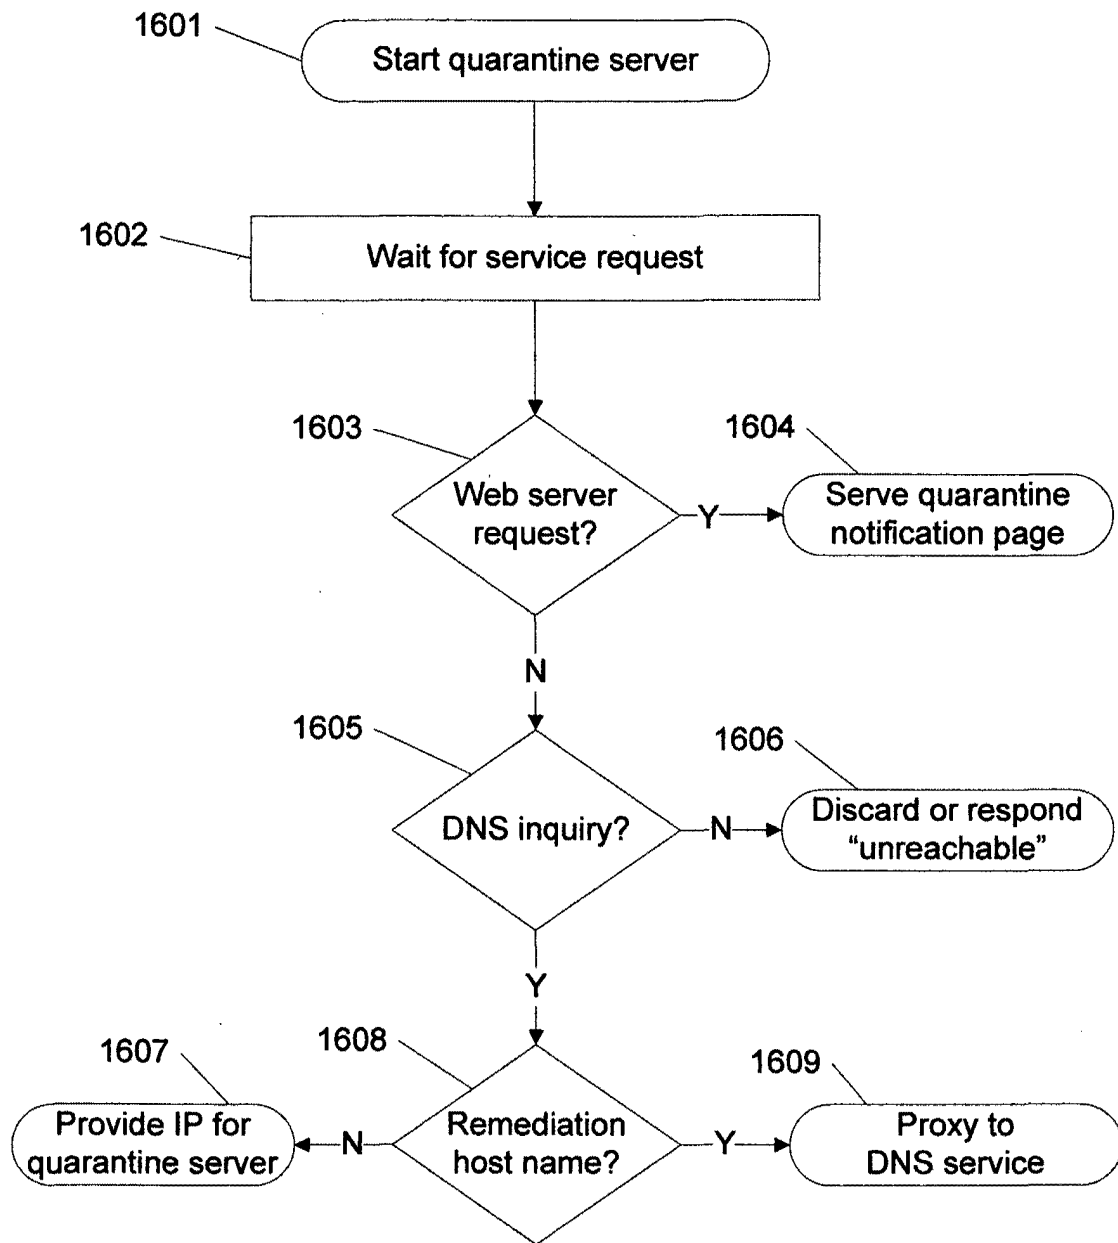 1601
Start quarantine server
1602
Wait for service request
1603
Web server
request?
Y
1604
Serve quarantine
notification page
N
1605
DNS inquiry?
N
1606
Discard or respond
“unreachable”
Y
1607
Provide IP for
quarantine server
N
1608
Remediation
host name?
Y
1609
Proxy to
DNS service